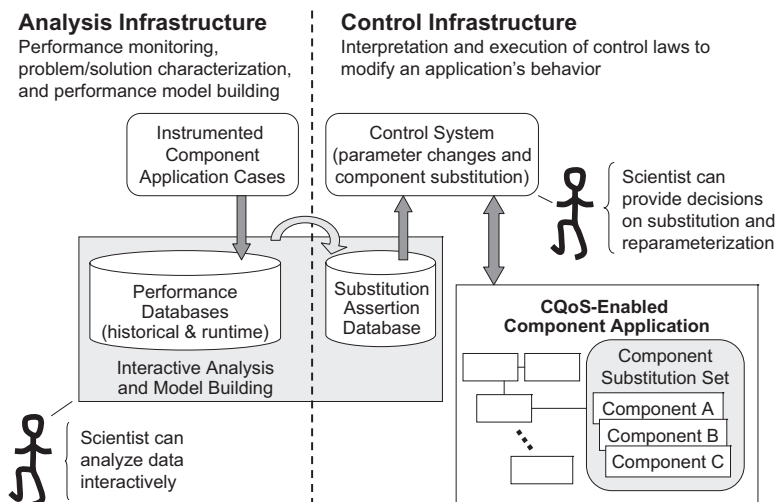 Analysis Infrastructure
Performance monitoring,
problem/solution characterization,
and performance model building
Control Infrastructure
Interpretation and execution of control laws to
modify an application's behavior
Instrumented
Component
Application Cases
Control System
(parameter changes and
component substitution)
Scientist can
provide decisions
on substitution and
reparameterization
Performance
Databases
(historical & runtime)
Substitution
Assertion
Database
Interactive Analysis
and Model Building
Scientist can
analyze data
interactively
CQoS-Enabled
Component Application
Component
Substitution Set
Component A
Component B
Component C